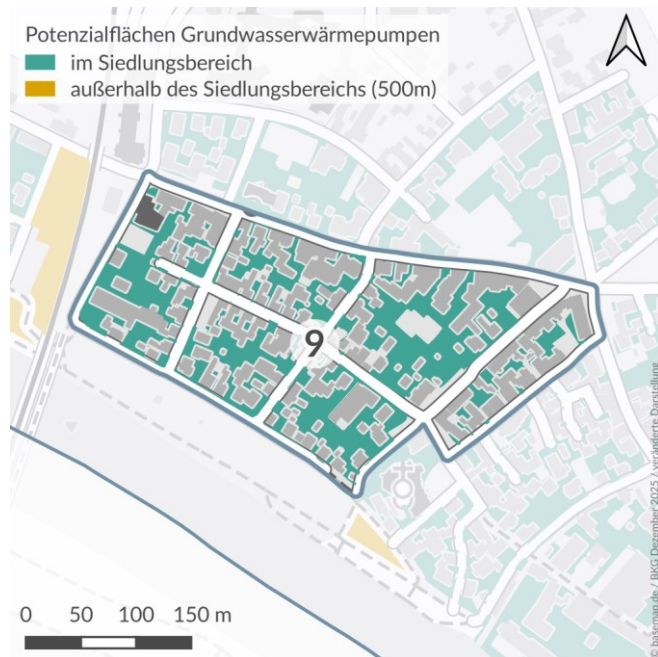 Potenzialflächen Grundwasserwärmepumpen
im Siedlungsbereich
außerhalb des Siedlungsbereichs (500m)
9
0 50 100 150 m
© basemap.de / BKG Dezember 2025 / veränderte Darstellung